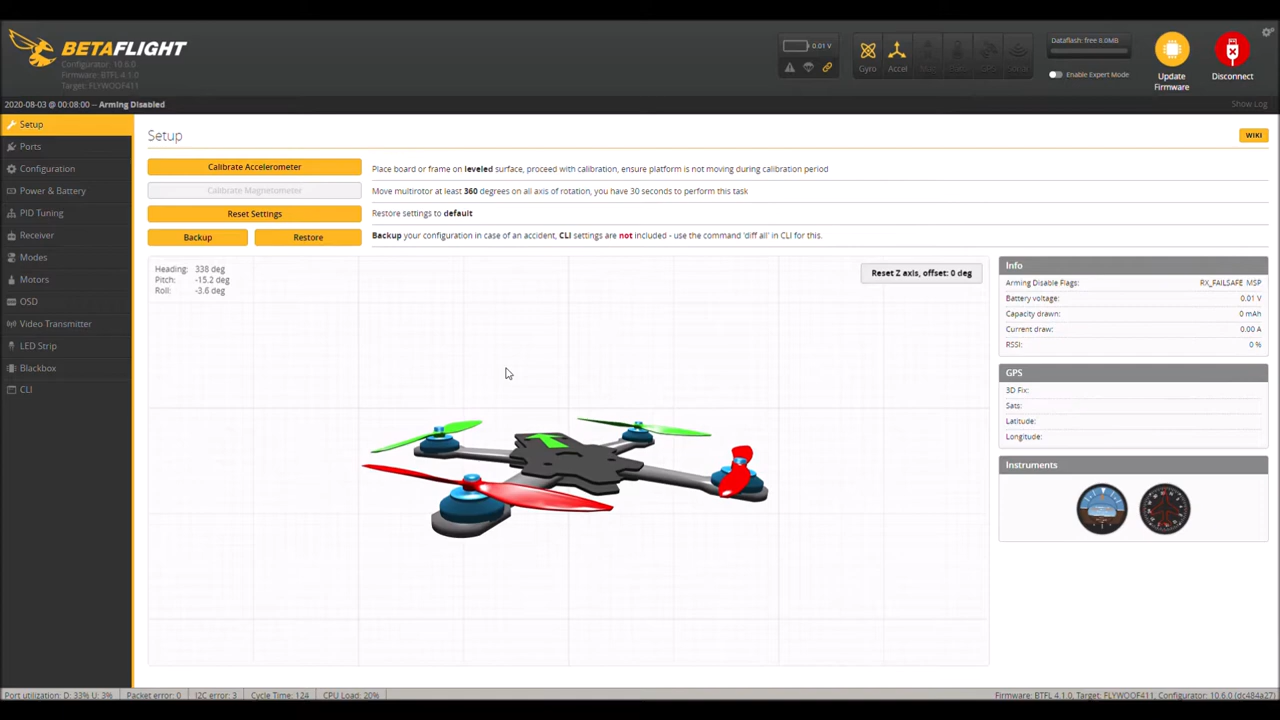 BETAFLIGHT
Configurator: 10.6.0
Firmware: BTFL 4.1.0
Target: FLYWOOF411
0.01 V
Gyro
Accel
Dataflash: free 8.0MB
Enable Expert Mode
Update
Firmware
Disconnect
2020-08-03 @ 00:08:00 -- Arming Disabled
Show Log
Setup
Ports
Configuration
Power & Battery
PID Tuning
Receiver
Modes
Motors
OSD
Video Transmitter
LED Strip
Blackbox
CLI
Setup
WIKI
Calibrate Accelerometer
Place board or frame on leveled surface, proceed with calibration, ensure platform is not moving during calibration period
Calibrate Magnetometer
Move multirotor at least 360 degrees on all axis of rotation, you have 30 seconds to perform this task
Reset Settings
Restore settings to default
Backup
Restore
Backup your configuration in case of an accident, CLI settings are not included - use the command 'diff all' in CLI for this.
Heading: 338 deg
Pitch: -15.2 deg
Roll: -3.6 deg
Reset Z axis, offset: 0 deg
Info
Arming Disable Flags: RX_FAILSAFE MSP
Battery voltage: 0.01 V
Capacity drawn: 0 mAh
Current draw: 0.00 A
RSSI: 0 %
GPS
3D Fix:
Sats:
Latitude:
Longitude:
Instruments
Port utilization: D: 33% U: 3%
Packet error: 0
I2C error: 3
Cycle Time: 124
CPU Load: 20%
Firmware: BTFL 4.1.0, Target: FLYWOOF411, Configurator: 10.6.0 (dc484a27)